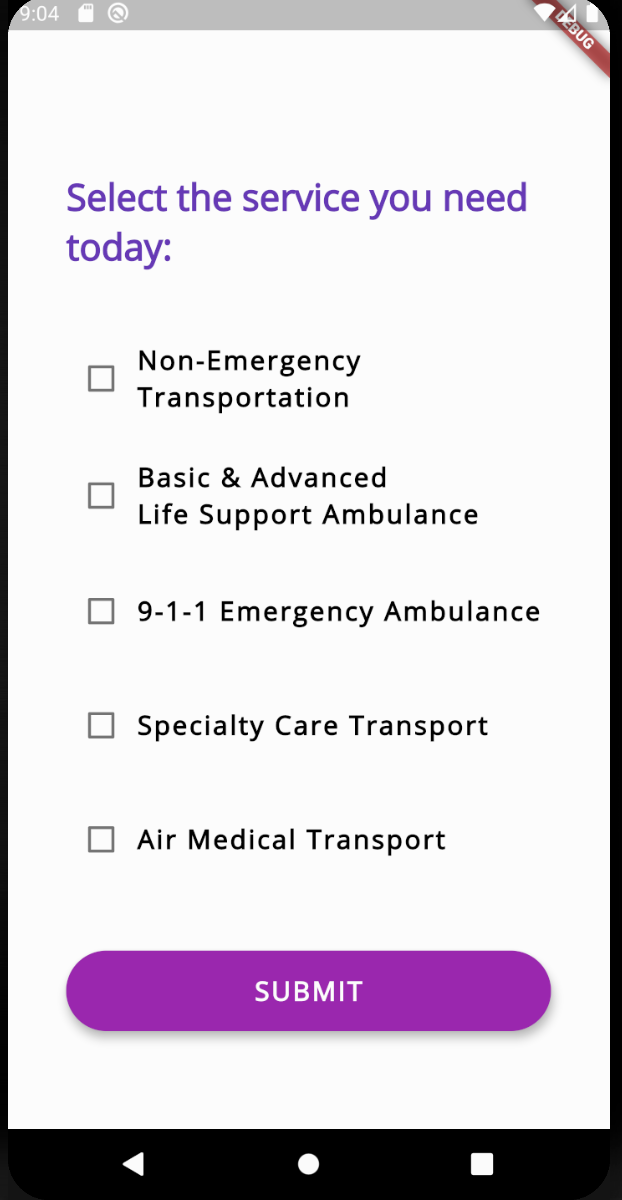 9:04
DEBUG
Select the service you need
today:
Non-Emergency
Transportation
Basic & Advanced
Life Support Ambulance
9-1-1 Emergency Ambulance
Specialty Care Transport
Air Medical Transport
SUBMIT